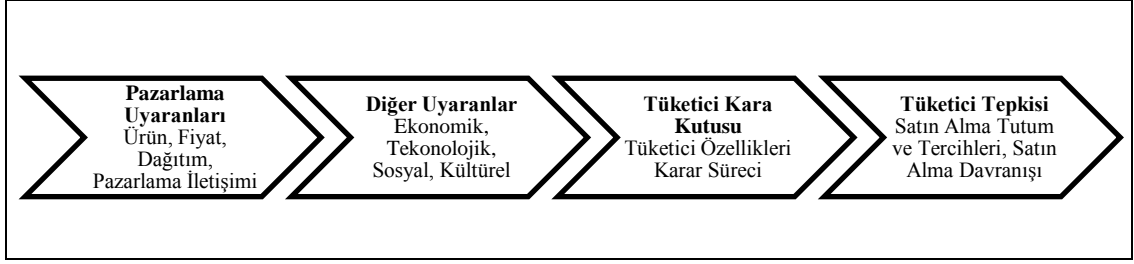 Pazarlama
Uyaranları
Ürün, Fiyat,
Dağıtım,
Pazarlama İletişimi
Diğer Uyaranlar
Ekonomik,
Tekonolojik,
Sosyal, Kültürel
Tüketici Kara
Kutusu
Tüketici Özellikleri
Karar Süreci
Tüketici Tepkisi
Satın Alma Tutum
ve Tercihleri, Satın
Alma Davranışı